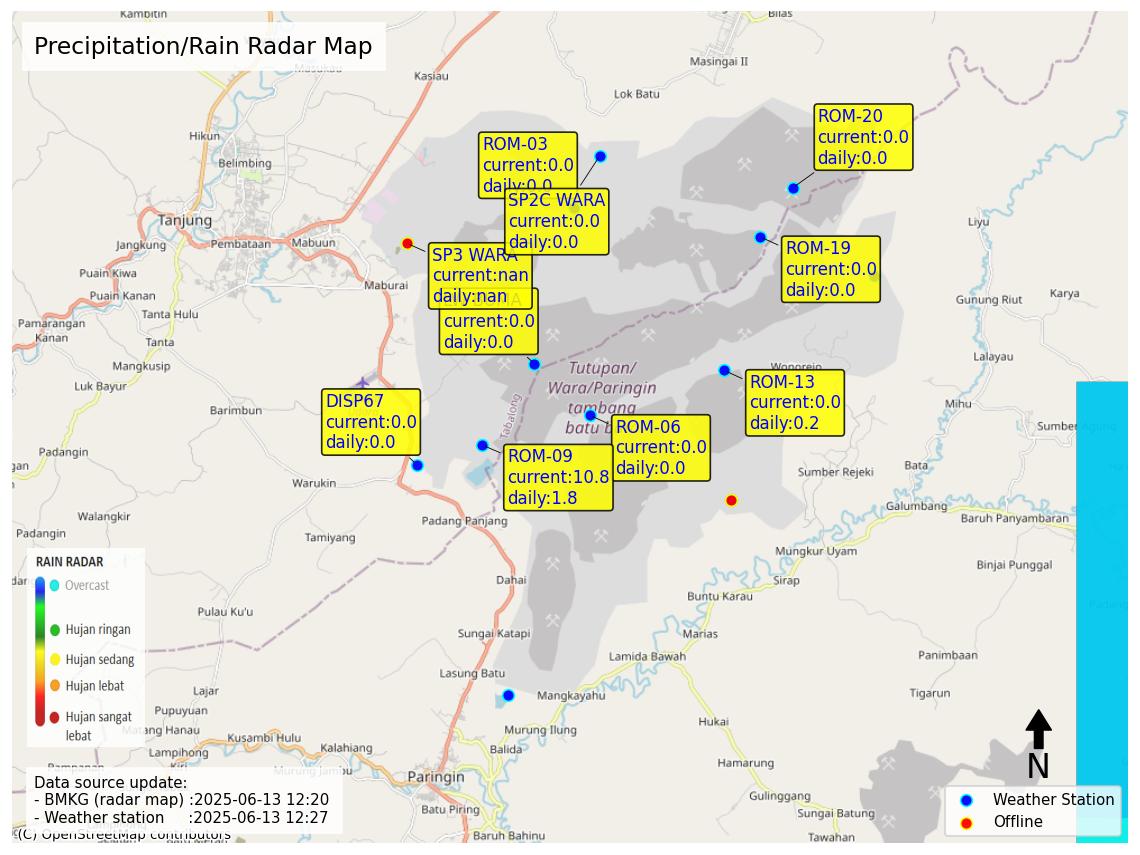 Kambitin
Bilas
Precipitation/Rain Radar Map
Masukau
Kasiau
Masingai II
Lok Batu
Hikun
Belimbing
ROM-20
current:0.0
daily:0.0
ROM-03
current:0.0
daily:0.0
SP2C WARA
current:0.0
daily:0.0
Tanjung
Jangkung
Pembataan
Mabuun
Liyu
ROM-19
current:0.0
daily:0.0
SP3 WARA
current:nan
daily:nan
current:0.0
daily:0.0
Puain Kiwa
Puain Kanan
Maburai
Tanta Hulu
Gunung Riut
Karya
Pamarangan
Kanan
Tanta
Mangkusip
Luk Bayur
Lalayau
Tutupan/
Wara/Paringin
tambang
batu b
Tabalong
Wonorejo
ROM-13
current:0.0
daily:0.2
Barimbun
DISP67
current:0.0
daily:0.0
Mihu
Sumber Agung
ROM-06
current:0.0
daily:0.0
Padangin
gan
ROM-09
current:10.8
daily:1.8
Warukin
Bata
Sumber Rejeki
Galumbang
Baruh Panyambaran
Walangkir
Padangin
Padang Panjang
Tamiyang
Mungkur Uyam
Binjai Punggal
Sirap
Dahai
Buntu Karau
Padang
RAIN RADAR
Overcast
Hujan ringan
Hujan sedang
Hujan lebat
Hujan sangat
lebat
Pulau Ku'u
Sungai Katapi
Marias
Lamida Bawah
Panimbaan
Lasung Batu
Lajar
Mangkayahu
Tigarun
Pupuyuan
Matang Hanau
Murung Ilung
Hukai
Kusambi Hulu
Lampihong
Kiri
Kalahiang
Balida
Hamarung
N
Pampanan
Murung Jambu
Paringin
Gulinggang
Data source update:
- BMKG (radar map) :2025-06-13 12:20
- Weather station :2025-06-13 12:27
Batu Piring
Sungai Batung
Weather Station
Offline
(C) OpenStreetMap contributors
Baruh Bahinu
Tawahan